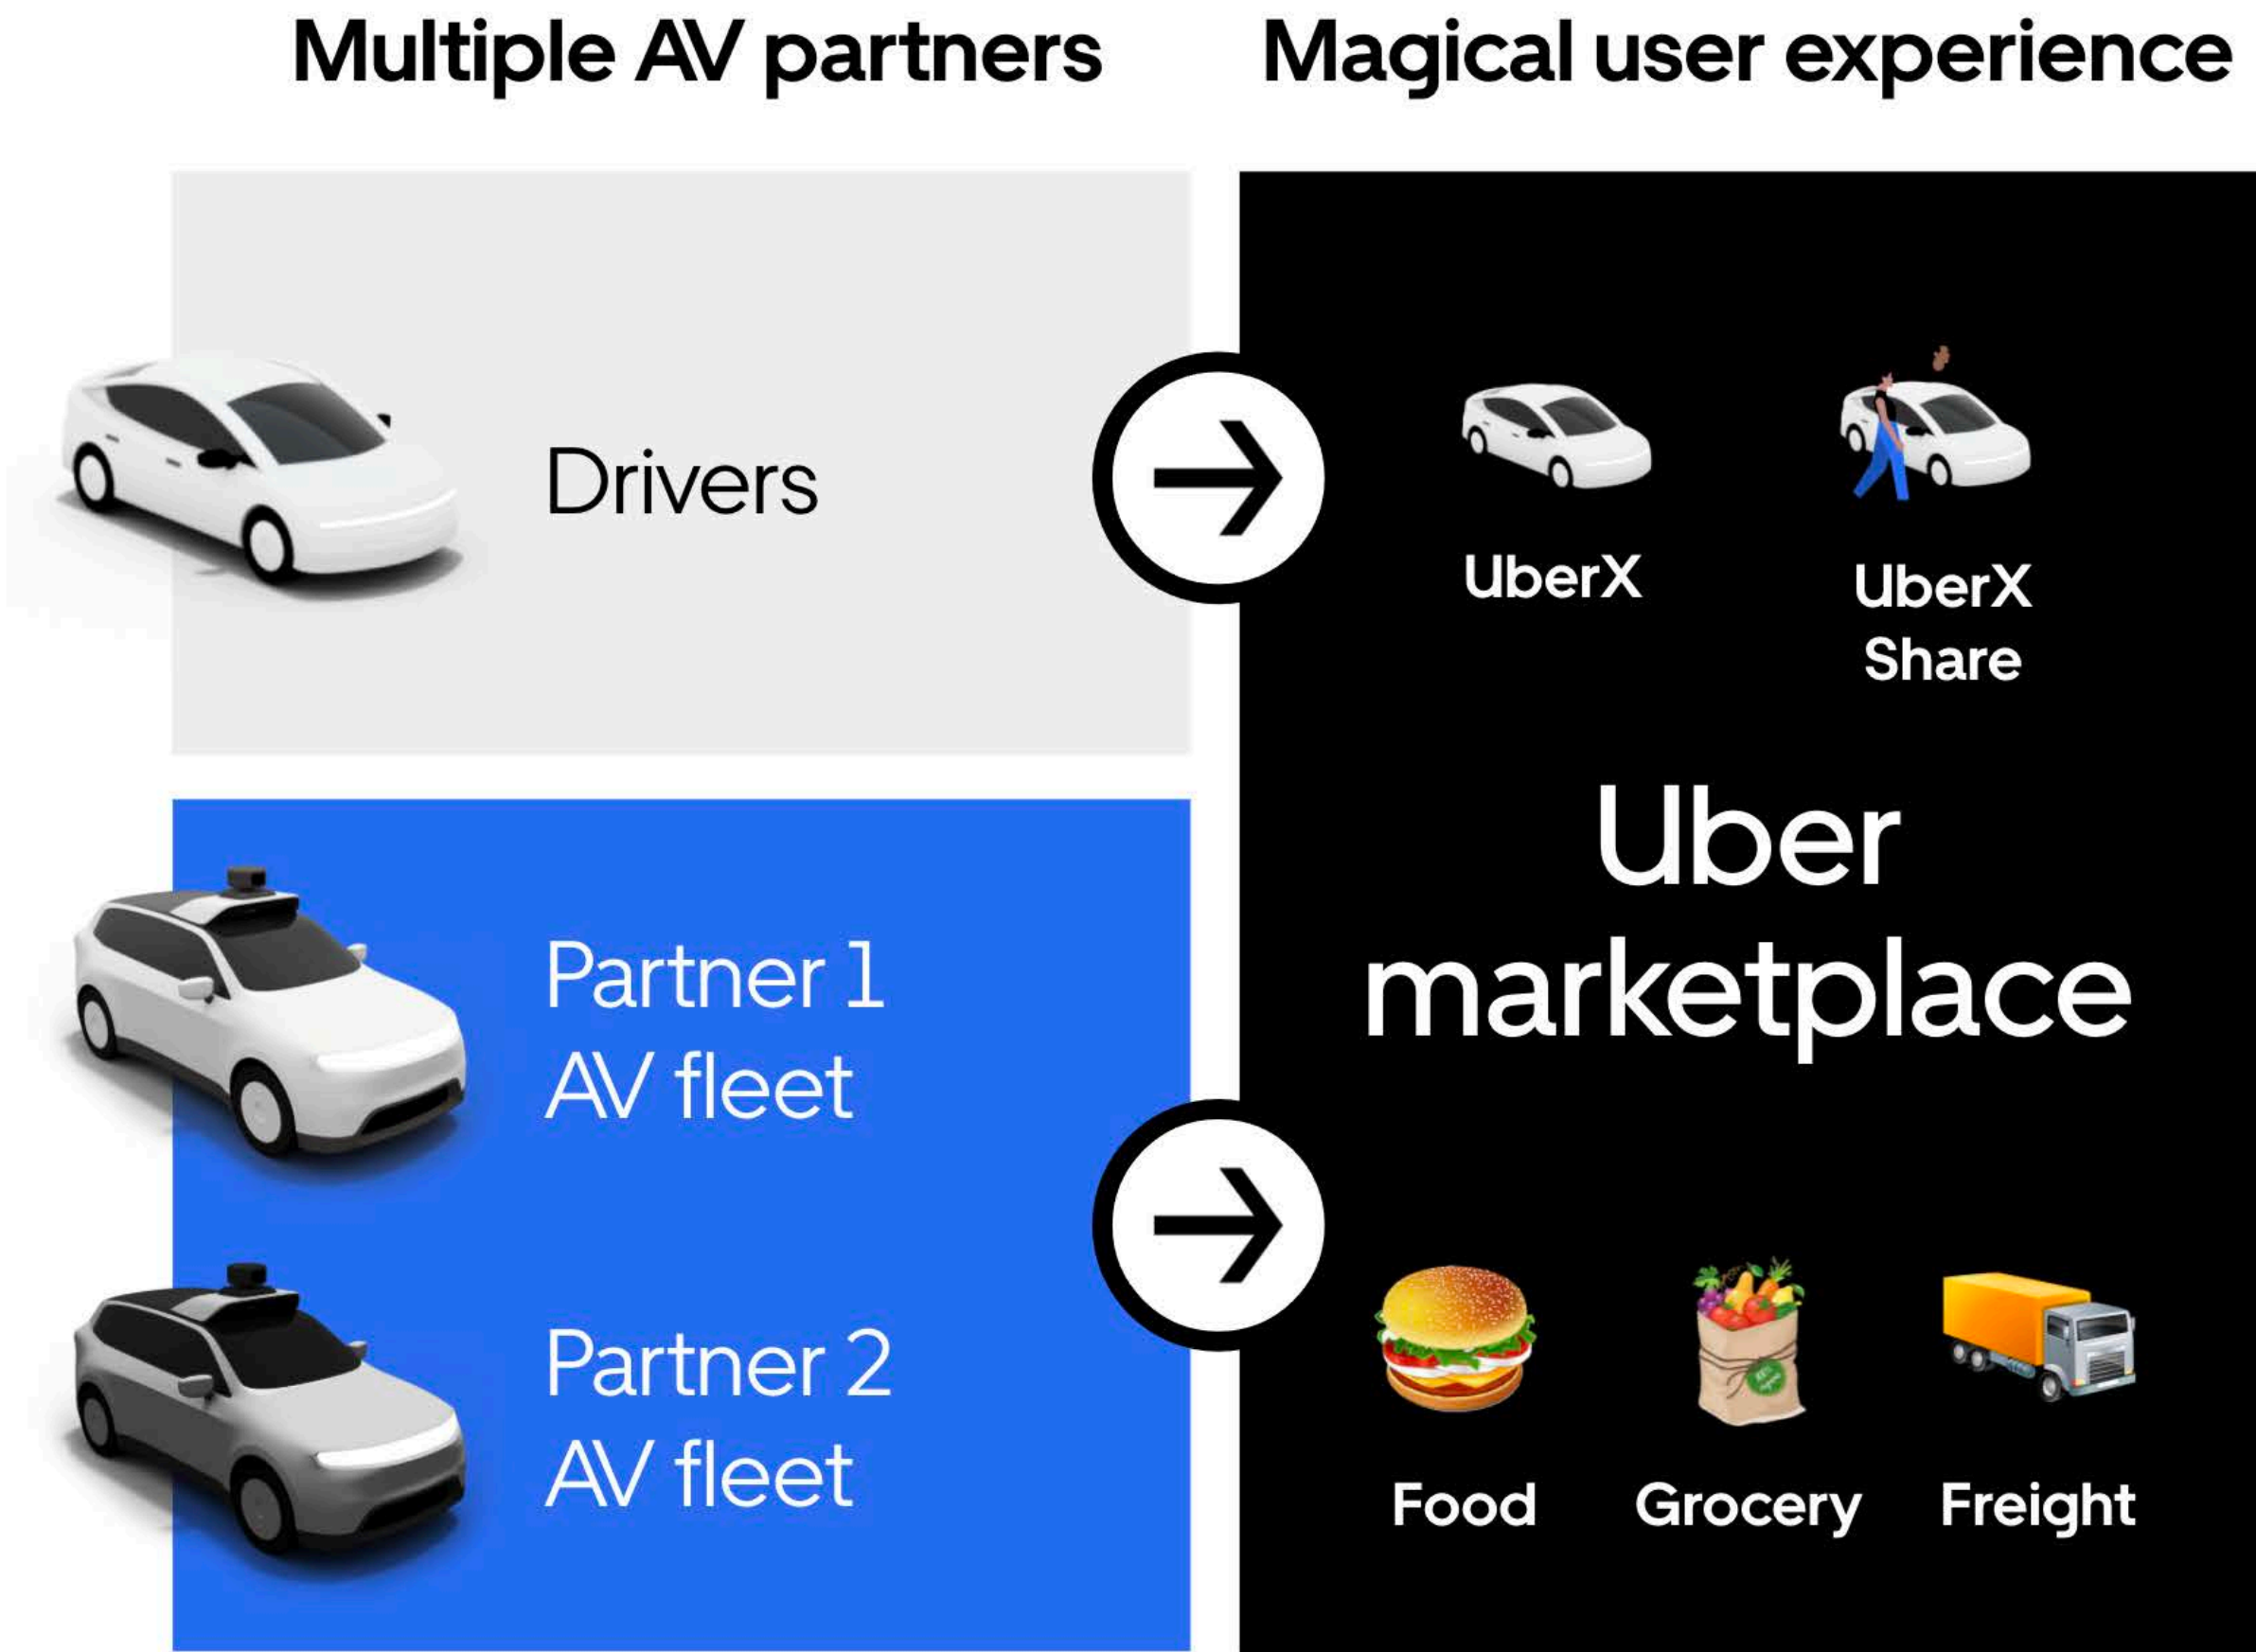 Multiple AV partners
Magical user experience
Drivers
Partner 1
AV fleet
Partner 2
AV fleet
UberX
UberX
Share
Uber
marketplace
Food
Grocery
Freight